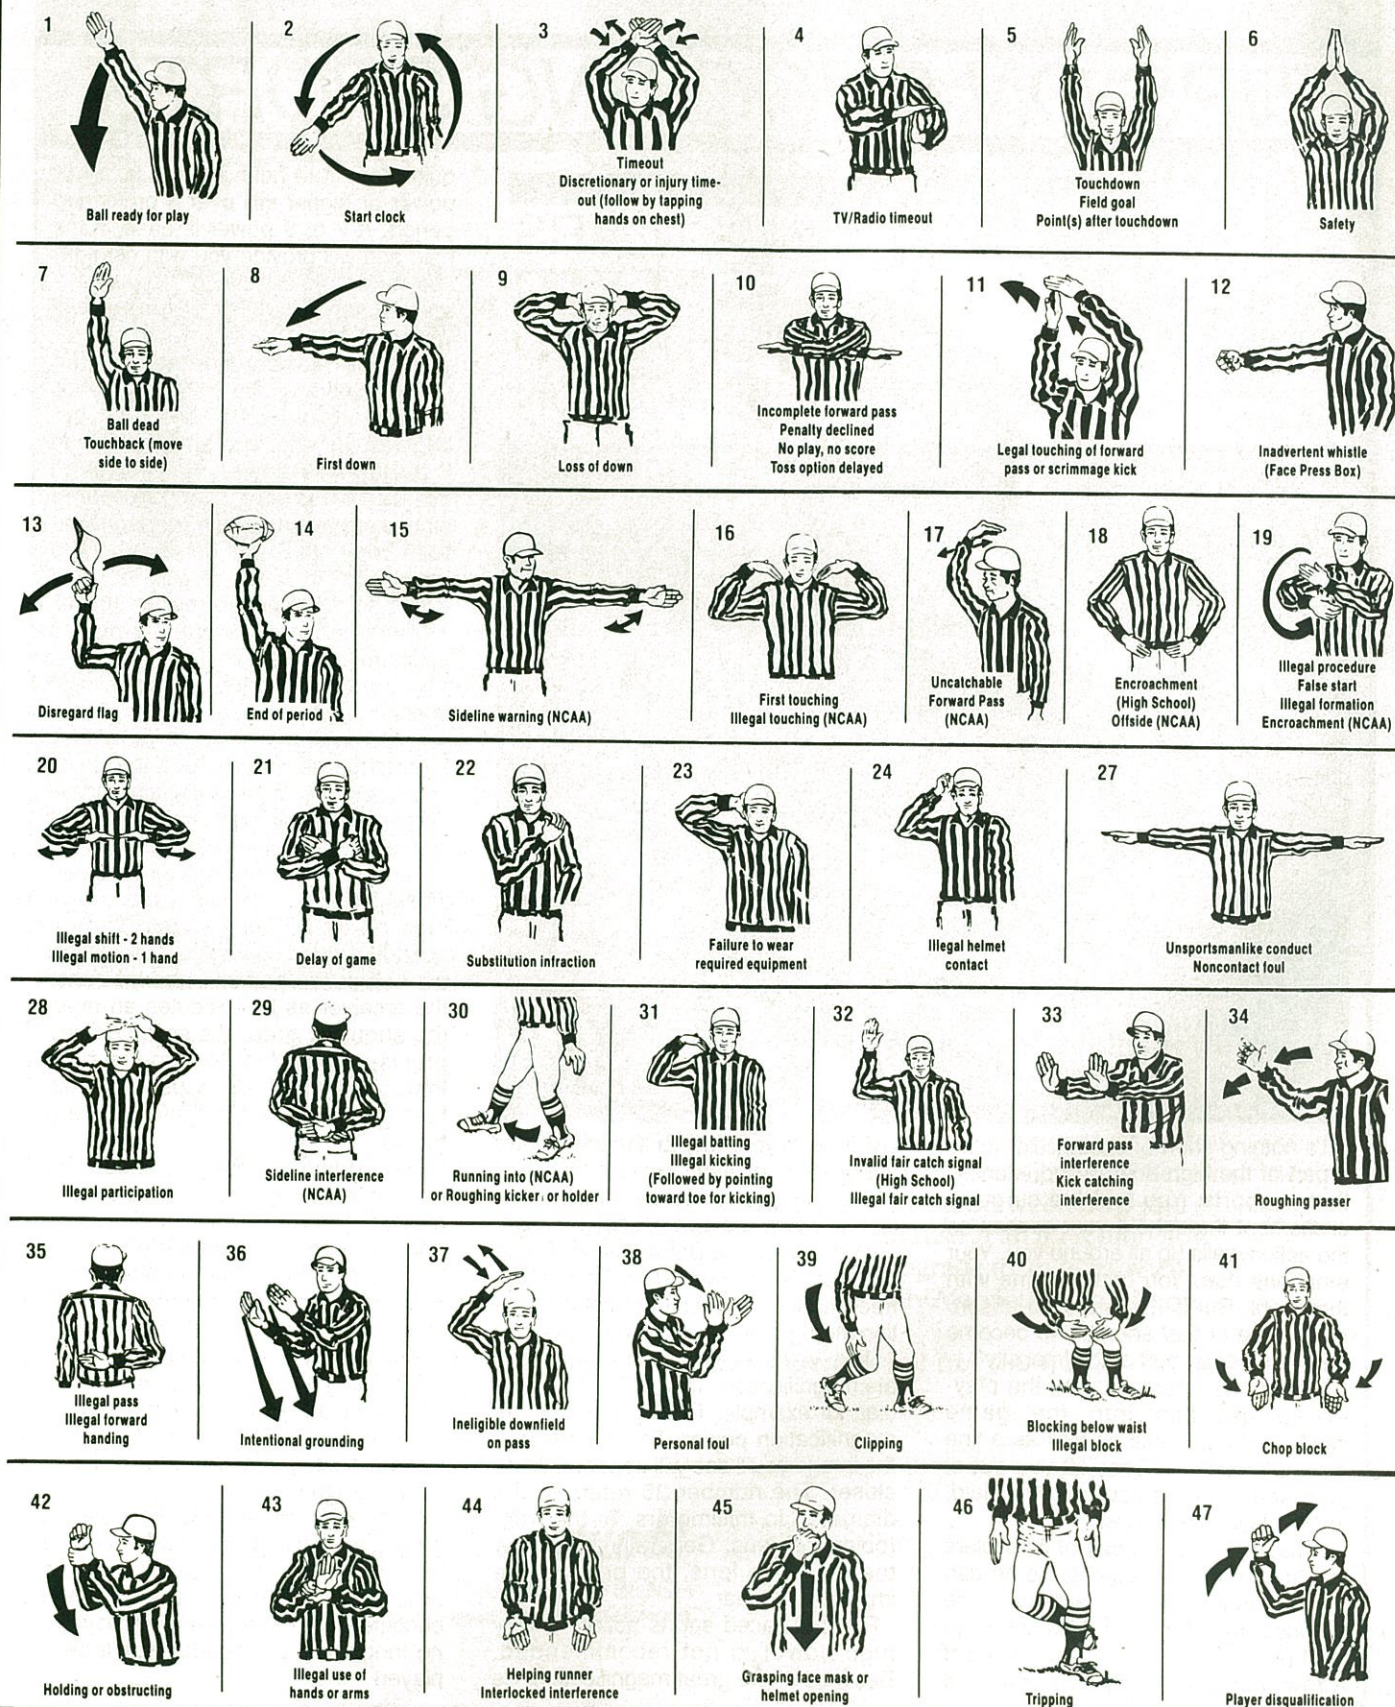 1
Ball ready for play
2
Start clock
3
Timeout
Discretionary or injury time-
out (follow by tapping
hands on chest)
4
TV/Radio timeout
5
Touchdown
Field goal
Point(s) after touchdown
6
Safety
7
Ball dead
Touchback (move
side to side)
8
First down
9
Loss of down
10
Incomplete forward pass
Penalty declined
No play, no score
Toss option delayed
11
Legal touching of forward
pass or scrimmage kick
12
Inadvertent whistle
(Face Press Box)
13
Disregard flag
14
End of period
15
Sideline warning (NCAA)
16
First touching
Illegal touching (NCAA)
17
Uncatchable
Forward Pass
(NCAA)
18
Encroachment
(High School)
Offside (NCAA)
19
Illegal procedure
False start
Illegal formation
Encroachment (NCAA)
20
Illegal shift - 2 hands
Illegal motion - 1 hand
21
Delay of game
22
Substitution infraction
23
Failure to wear
required equipment
24
Illegal helmet
contact
27
Unsportsmanlike conduct
Noncontact foul
28
Illegal participation
29
Sideline interference
(NCAA)
30
Running into (NCAA)
or Roughing kicker or holder
31
Illegal batting
Illegal kicking
(Followed by pointing
toward toe for kicking)
32
Invalid fair catch signal
(High School)
Illegal fair catch signal
33
Forward pass
interference
Kick catching
interference
34
Roughing passer
35
Illegal pass
Illegal forward
handing
36
Intentional grounding
37
Ineligible downfield
on pass
38
Personal foul
39
Clipping
40
Blocking below waist
Illegal block
41
Chop block
42
Holding or obstructing
43
Illegal use of
hands or arms
44
Helping runner
Interlocked interference
45
Grasping face mask or
helmet opening
46
Tripping
47
Player disqualification